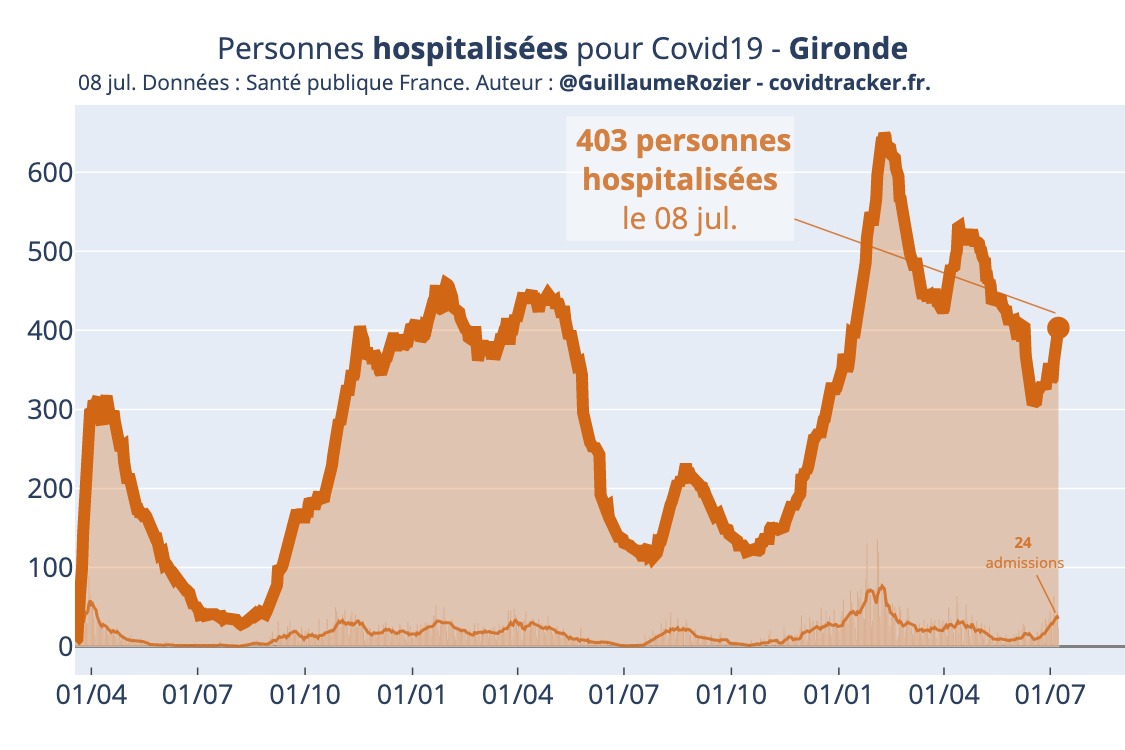 Personnes hospitalisées pour Covid19 - Gironde
08 jul. Données : Santé publique France. Auteur : @GuillaumeRozier - covidtracker.fr.
403 personnes
hospitalisées
le 08 jul.
600
500
400
300
200
100
0
24
admissions
01/04 01/07 01/10 01/01 01/04 01/07 01/10 01/01 01/04 01/07